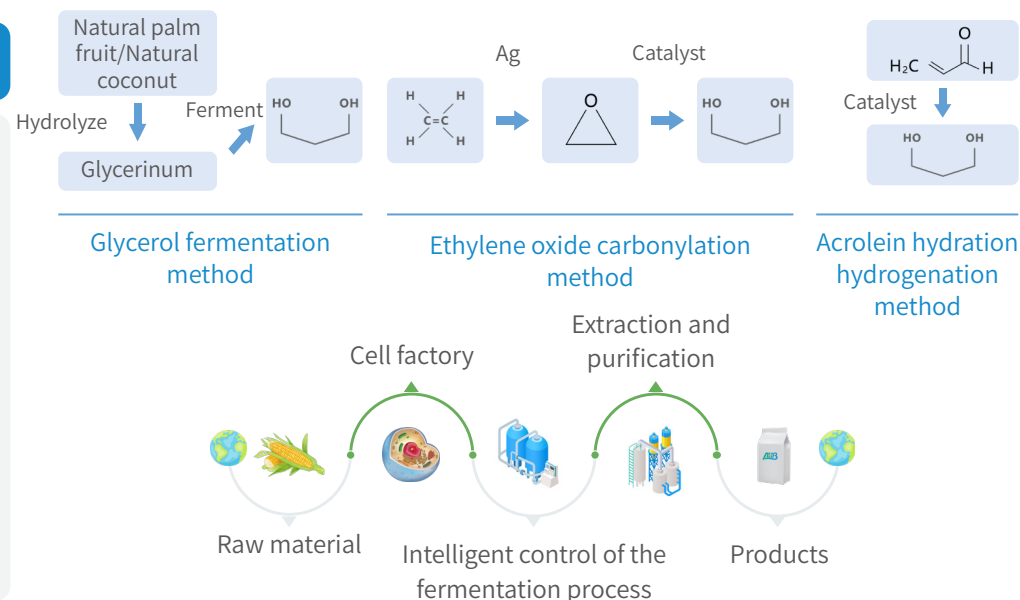 Natural palm
fruit/Natural
coconut
Hydrolyze
Glycerinum
Ferment
HO OH
H H
C=C
H H
Ag
O
Catalyst
HO OH
O
H₂C H
Catalyst
HO OH
Glycerol fermentation
method
Ethylene oxide carbonylation
method
Acrolein hydration
hydrogenation
method
Cell factory
Extraction and
purification
Raw material
Intelligent control of the
fermentation process
Products